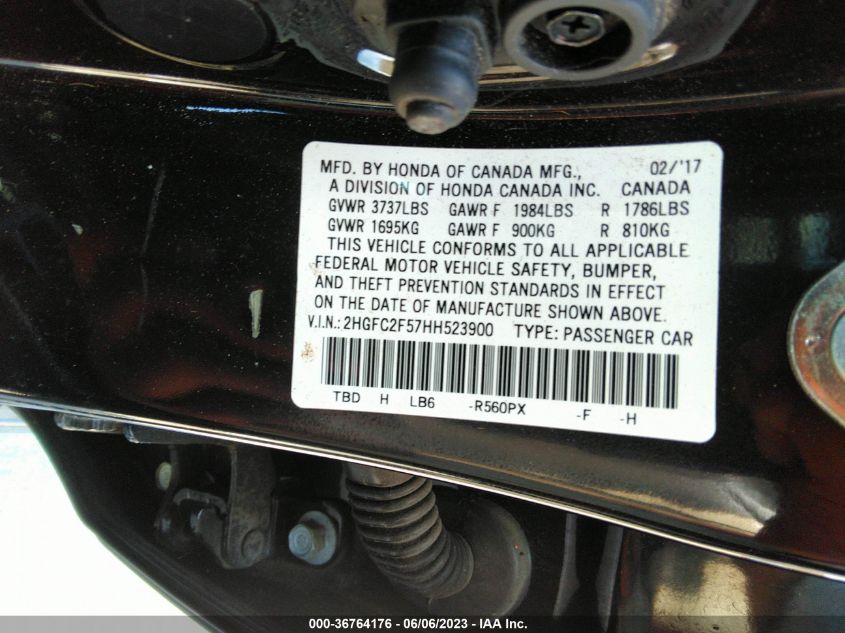 MFD. BY HONDA OF CANADA MFG., 02/'17
A DIVISION OF HONDA CANADA INC. CANADA
GVWR 3737LBS GAWR F 1984LBS R 1786LBS
GVWR 1695KG GAWR F 900KG R 810KG
THIS VEHICLE CONFORMS TO ALL APPLICABLE
FEDERAL MOTOR VEHICLE SAFETY, BUMPER,
AND THEFT PREVENTION STANDARDS IN EFFECT
ON THE DATE OF MANUFACTURE SHOWN ABOVE.
V.I.N.: 2HGFC2F57HH523900 TYPE: PASSENGER CAR
TBD H LB6 -R560PX -F -H
000-36764176 - 06/06/2023 - IAA Inc.